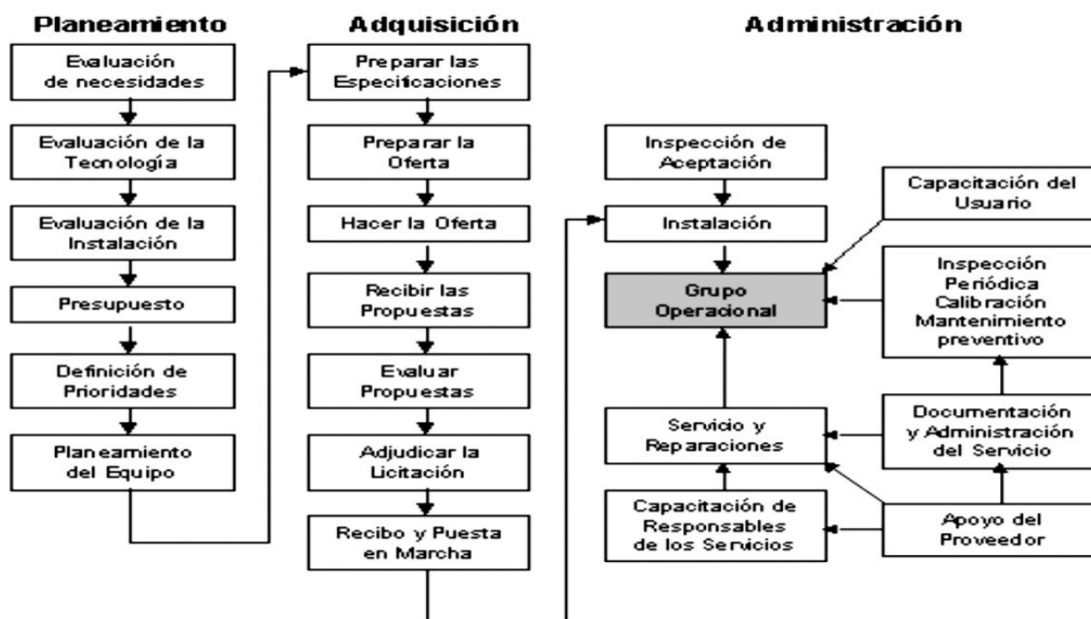 Planeamiento
Evaluación
de necesidades
Evaluación de la
Tecnología
Evaluación de la
Instalación
Presupuesto
Definición de
Prioridades
Planeamiento
del Equipo
Adquisición
Preparar las
Especificaciones
Preparar la
Oferta
Hacer la Oferta
Recibir las
Propuestas
Evaluar
Propuestas
Adjudicar la
Licitación
Recibo y Puesta
en Marcha
Administración
Inspección de
Aceptación
Instalación
Grupo
Operacional
Servicio y
Reparaciones
Capacitación de
Responsables
de los Servicios
Capacitación del
Usuario
Inspección
Periódica
Calibración
Mantenimiento
preventivo
Documentación
y Administración
del Servicio
Apoyo del
Proveedor